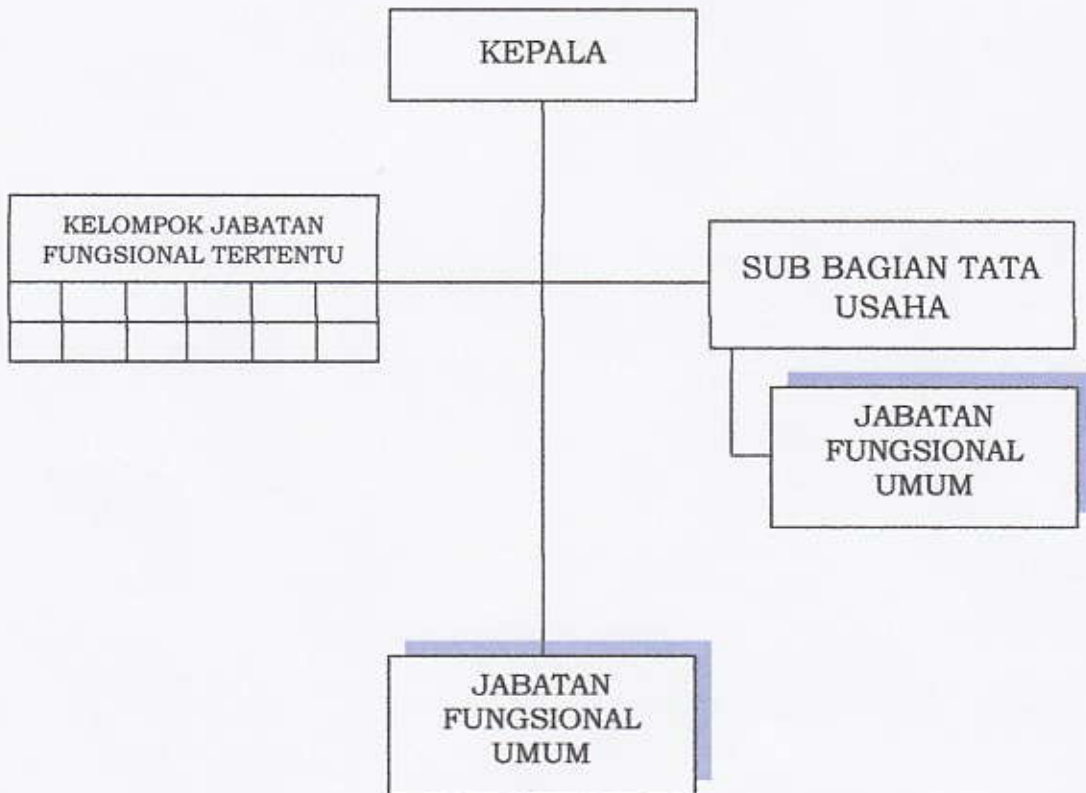 KEPALA
KELOMPOK JABATAN
FUNGSIONAL TERTENTU
SUB BAGIAN TATA
USAHA
JABATAN
FUNGSIONAL
UMUM
JABATAN
FUNGSIONAL
UMUM